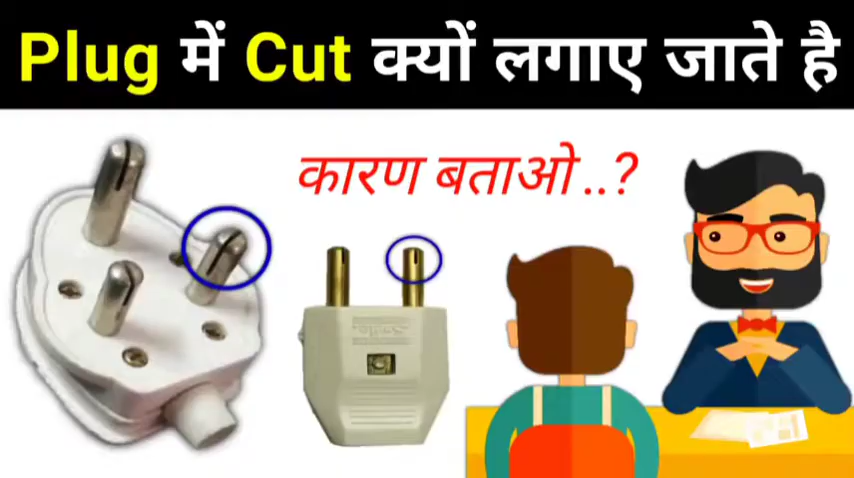 Plug में Cut क्यों लगाए जाते है
कारण बताओ..?